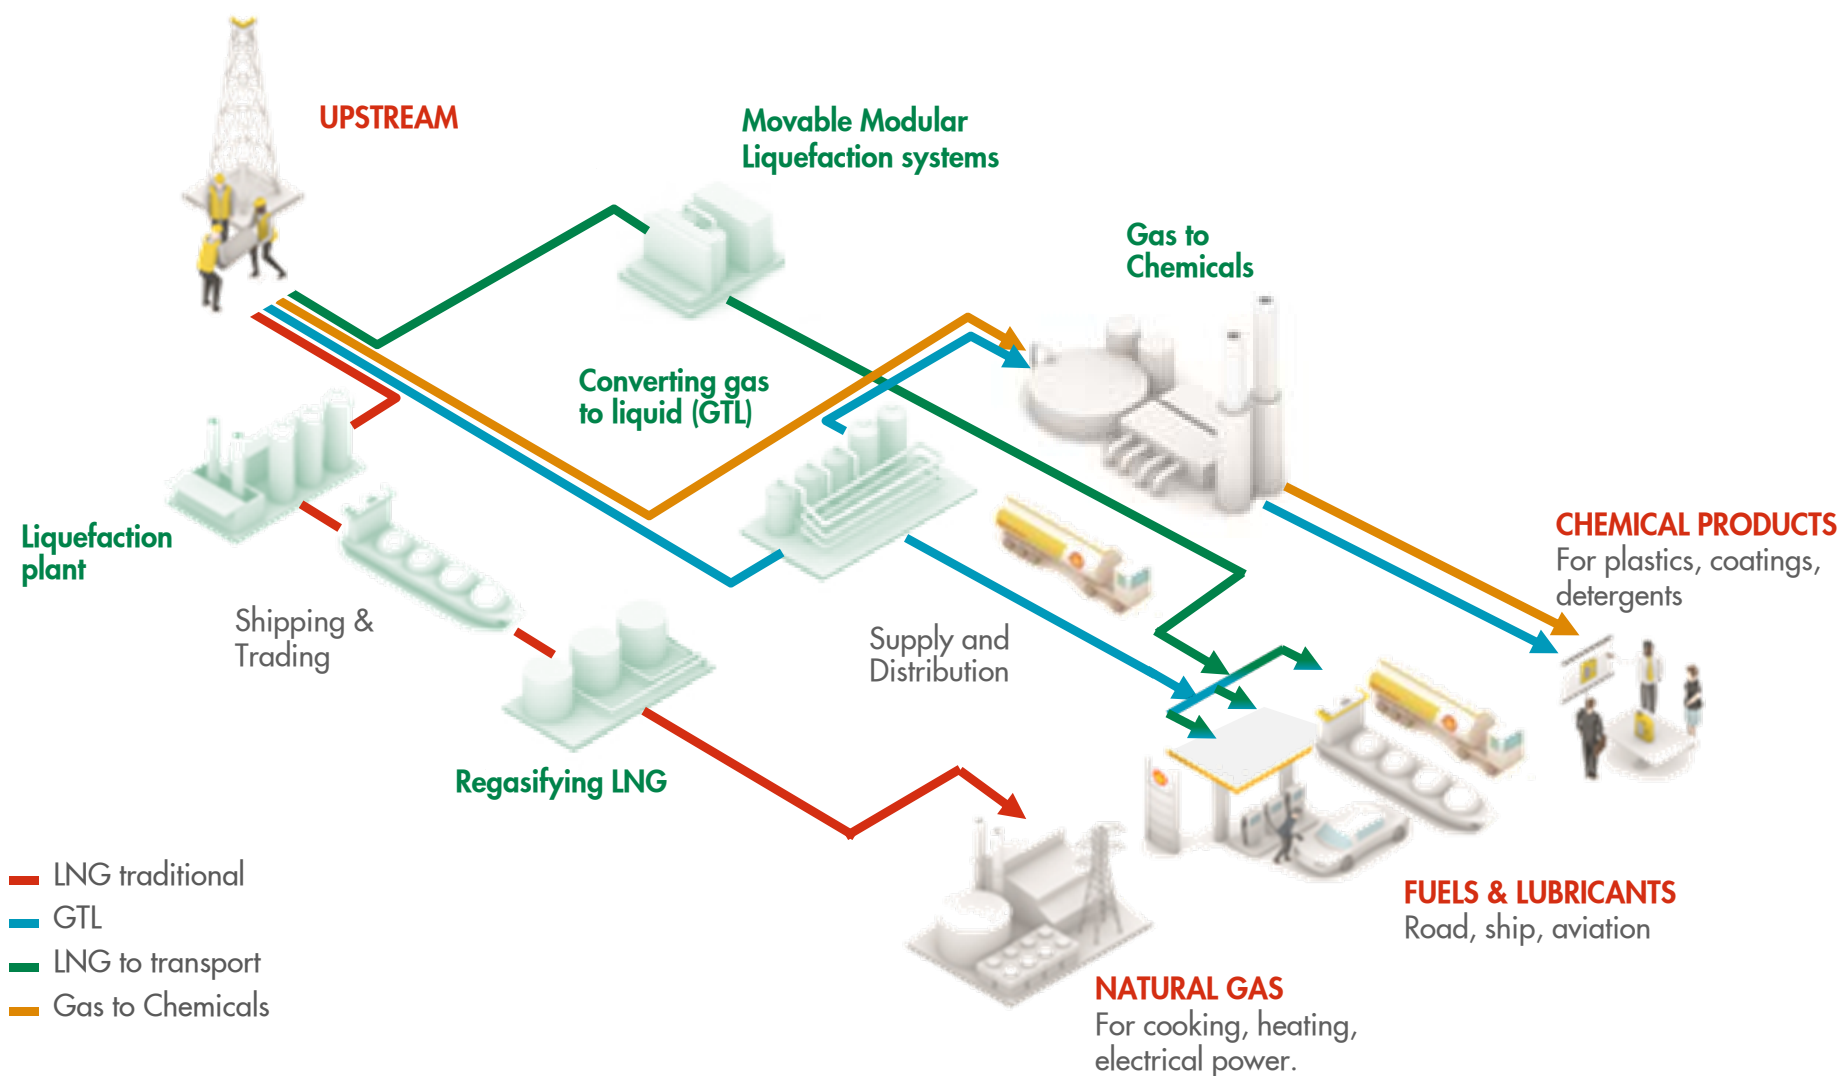 UPSTREAM
Movable Modular
Liquefaction systems
Gas to
Chemicals
Converting gas
to liquid (GTL)
Liquefaction
plant
CHEMICAL PRODUCTS
For plastics, coatings,
detergents
Shipping &
Trading
Supply and
Distribution
Regasifying LNG
LNG traditional
GTL
LNG to transport
Gas to Chemicals
FUELS & LUBRICANTS
Road, ship, aviation
NATURAL GAS
For cooking, heating,
electrical power.